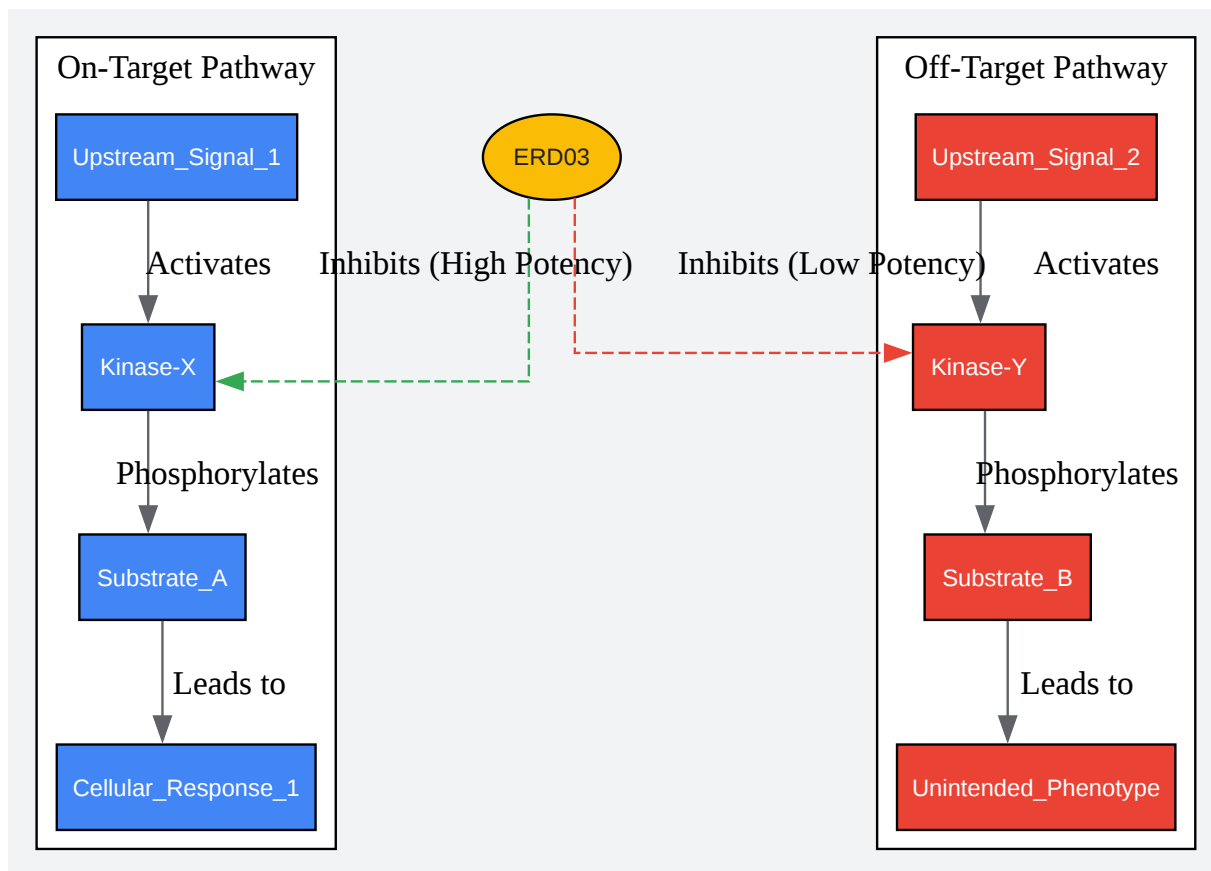 On-Target Pathway
Off-Target Pathway
Upstream_Signal_1
ERD03
Upstream_Signal_2
Activates
Inhibits (High Potency)
Inhibits (Low Potency)
Activates
Kinase-X
Kinase-Y
Phosphorylates
Phosphorylates
Substrate_A
Substrate_B
Leads to
Leads to
Cellular_Response_1
Unintended_Phenotype